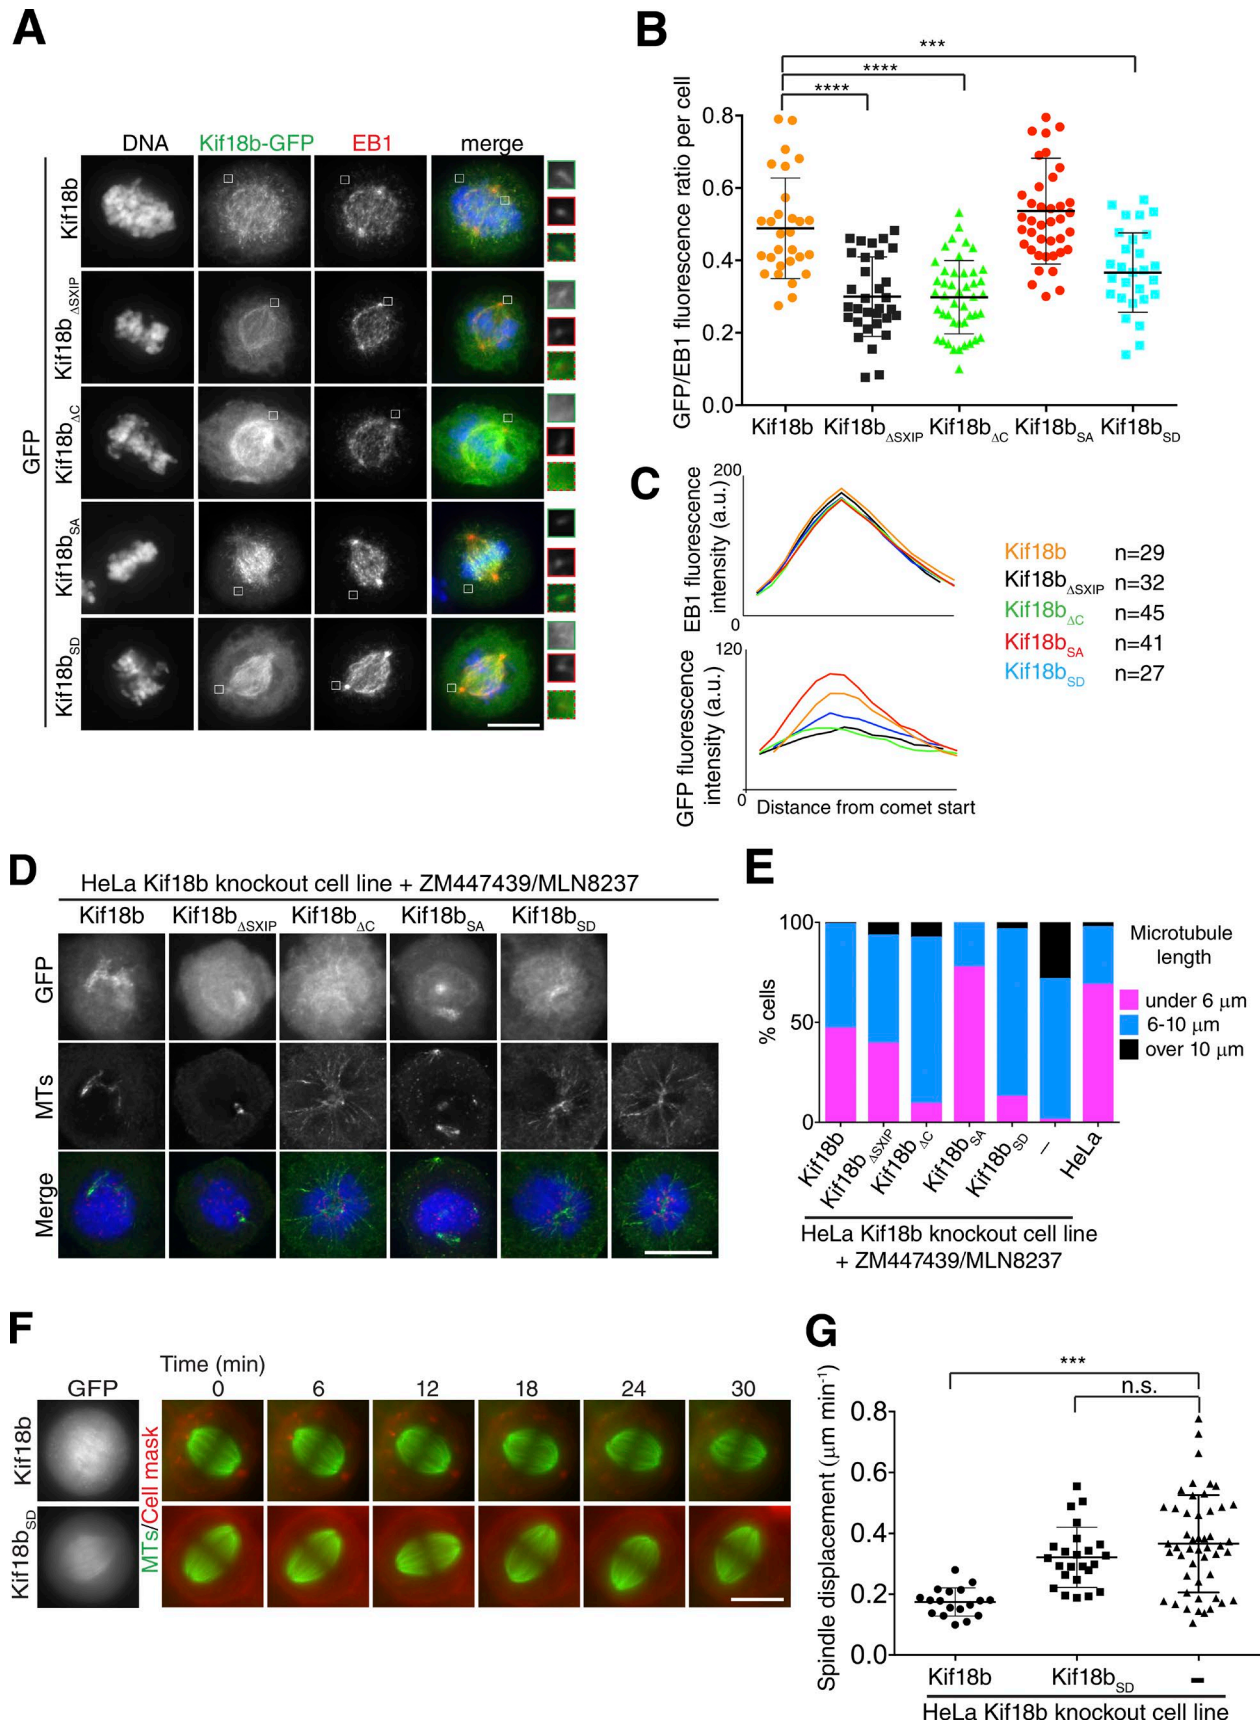 A
DNA Kif18b-GFP EB1 merge
GFP
Kif18b
Kif18bΔSXIP
Kif18bΔC
Kif18bSA
Kif18bSD
B
GFP/EB1 fluorescence ratio per cell
***
****
****
0.8
0.6
0.4
0.2
0.0
Kif18b Kif18bΔSXIP Kif18bΔC Kif18bSA Kif18bSD
C
EB1 fluorescence
intensity (a.u.)
200
0
GFP fluorescence
intensity (a.u.)
120
0
Distance from comet start
Kif18b n=29
Kif18bΔSXIP n=32
Kif18bΔC n=45
Kif18bSA n=41
Kif18bSD n=27
D
HeLa Kif18b knockout cell line + ZM447439/MLN8237
Kif18b Kif18bΔSXIP Kif18bΔC Kif18bSA Kif18bSD
GFP
MTs
Merge
E
% cells
100
50
0
Microtubule
length
under 6 μm
6-10 μm
over 10 μm
Kif18b Kif18bΔSXIP Kif18bΔC Kif18bSA Kif18bSD – HeLa
HeLa Kif18b knockout cell line
+ ZM447439/MLN8237
F
Time (min)
GFP 0 6 12 18 24 30
Kif18b
Kif18bSD
MTs/Cell mask
G
Spindle displacement (μm min-1)
***
n.s.
0.8
0.6
0.4
0.2
0.0
Kif18b Kif18bSD -
HeLa Kif18b knockout cell line